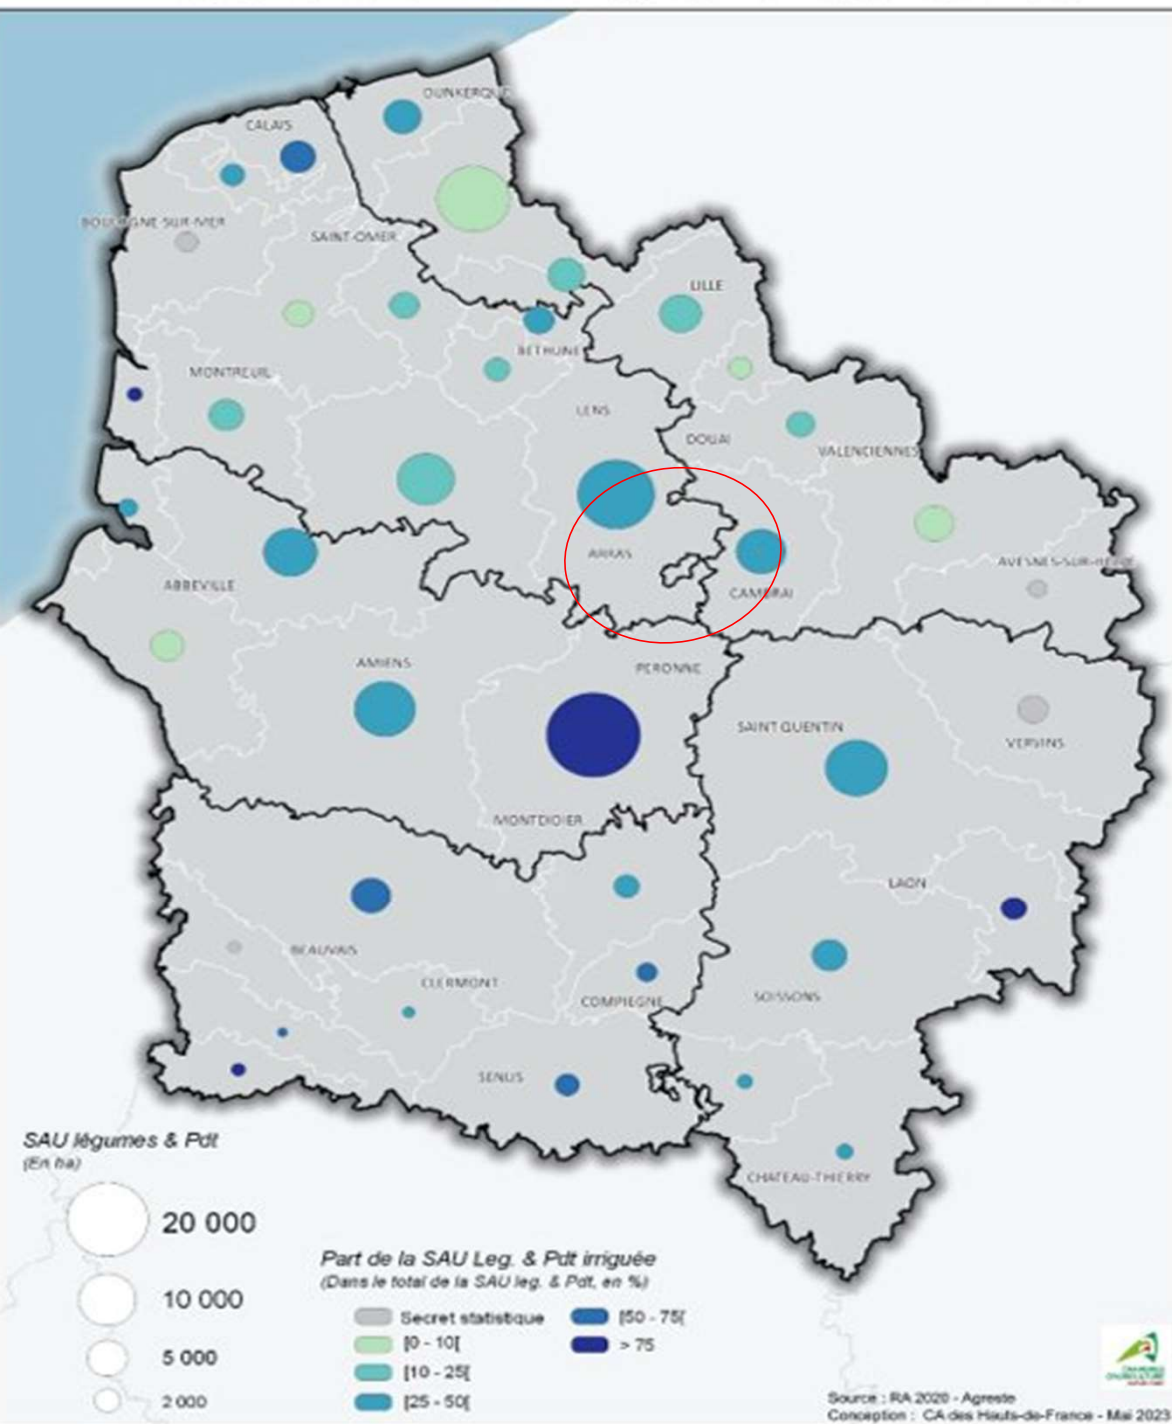 DUNKERQUE
CALAIS
BOULOGNE-SUR-MER
SAINT-OMER
LILLE
BETHUNE
MONTREUIL
LENS
DOUAI
VALENCIENNES
ARRAS
AVESNES-SUR-HELPE
ABBEVILLE
CAMBRAI
AMIENS
PERONNE
SAINT QUENTIN
VERVINS
MONTDIDIER
LAON
BEAUVAIS
CLERMONT
COMPIEGNE
SOISSONS
SENLIS
CHATEAU-THIERRY
SAU légumes & Pdt
(En ha)
20 000
10 000
5 000
2 000
Part de la SAU Leg. & Pdt irriguée
(Dans le total de la SAU leg. & Pdt, en %)
Secret statistique
[0 - 10[
[10 - 25[
[25 - 50[
[50 - 75[
> 75
Source : RA 2020 - Agreste
Conception : CA des Hauts-de-France - Mai 2023